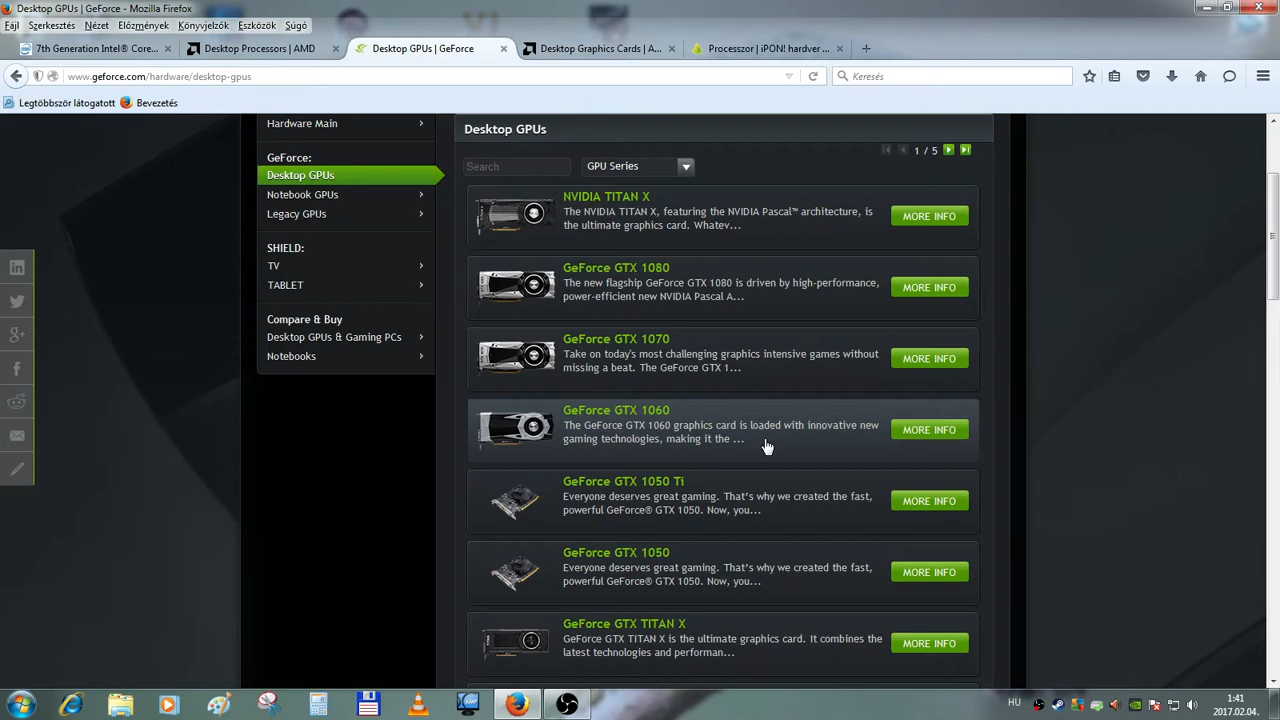 Desktop GPUs | GeForce - Mozilla Firefox
Fájl Szerkesztés Nézet Előzmények Könyvjelzők Eszközök Súgó
7th Generation Intel® Core... × Desktop Processors | AMD × Desktop GPUs | GeForce × Desktop Graphics Cards | A... × Processzor | iPON! hardver ... × +
www.geforce.com/hardware/desktop-gpus
Keresés
Legtöbbször látogatott Bevezetés
Hardware Main
GeForce:
Desktop GPUs
Notebook GPUs
Legacy GPUs
SHIELD:
TV
TABLET
Compare & Buy
Desktop GPUs & Gaming PCs
Notebooks
Desktop GPUs
1 / 5
Search
GPU Series
NVIDIA TITAN X
The NVIDIA TITAN X, featuring the NVIDIA Pascal™ architecture, is
the ultimate graphics card. Whatev...
MORE INFO
GeForce GTX 1080
The new flagship GeForce GTX 1080 is driven by high-performance,
power-efficient new NVIDIA Pascal A...
MORE INFO
GeForce GTX 1070
Take on today's most challenging graphics intensive games without
missing a beat. The GeForce GTX 1...
MORE INFO
GeForce GTX 1060
The GeForce GTX 1060 graphics card is loaded with innovative new
gaming technologies, making it the ...
MORE INFO
GeForce GTX 1050 Ti
Everyone deserves great gaming. That's why we created the fast,
powerful GeForce® GTX 1050. Now, you...
MORE INFO
GeForce GTX 1050
Everyone deserves great gaming. That's why we created the fast,
powerful GeForce® GTX 1050. Now, you...
MORE INFO
GeForce GTX TITAN X
GeForce GTX TITAN X is the ultimate graphics card. It combines the
latest technologies and performan...
MORE INFO
HU
1:41
2017.02.04.